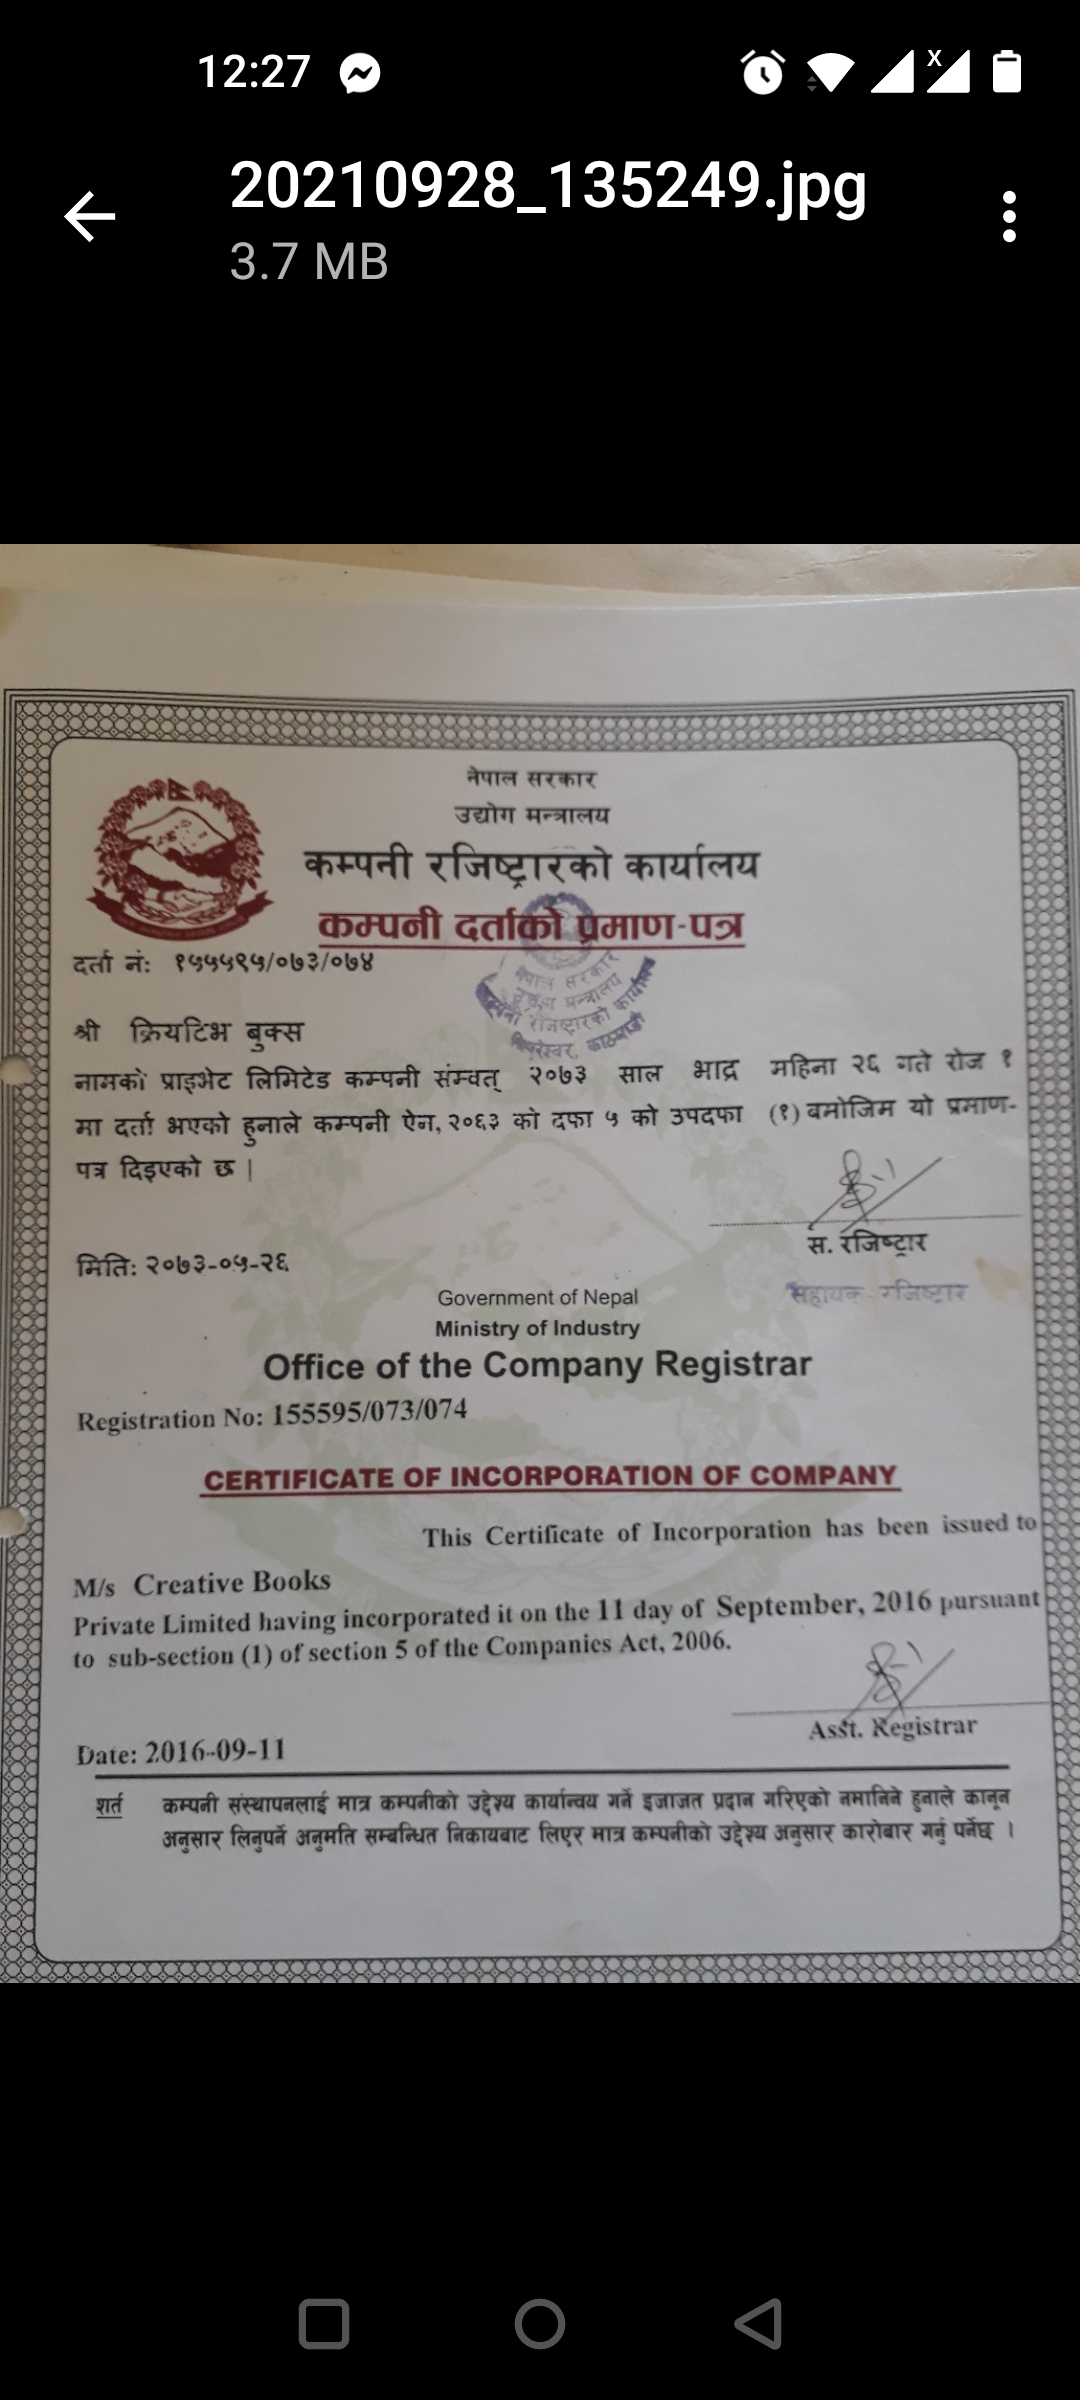 12:27
20210928_135249.jpg
3.7 MB
नेपाल सरकार
उद्योग मन्त्रालय
कम्पनी रजिष्ट्रारको कार्यालय
कम्पनी दर्ताको प्रमाण-पत्र
दर्ता नं: १५५५९५/०७३/०७४
नेपाल सरकार
मन्त्रालय
रजिष्ट्रारको कार्यालय
काठमाडौं
श्री क्रियटिभ बुक्स
नामको प्राइभेट लिमिटेड कम्पनी संम्वत् २०७३ साल भाद्र महिना २६ गते रोज १
मा दर्ता भएको हुनाले कम्पनी ऐन, २०६३ को दफा ५ को उपदफा (१) बमोजिम यो प्रमाण-
पत्र दिइएको छ |
स. रजिष्ट्रार
मिति: २०७३-०५-२६
सहायक रजिष्ट्रार
Government of Nepal
Ministry of Industry
Office of the Company Registrar
Registration No: 155595/073/074
CERTIFICATE OF INCORPORATION OF COMPANY
This Certificate of Incorporation has been issued to
M/s Creative Books
Private Limited having incorporated it on the 11 day of September, 2016 pursuant
to sub-section (1) of section 5 of the Companies Act, 2006.
Asst. Registrar
Date: 2016-09-11
शर्त कम्पनी संस्थापनलाई मात्र कम्पनीको उद्देश्य कार्यान्वय गर्ने इजाजत प्रदान गरिएको नमानिने हुनाले कानून
अनुसार लिनुपर्ने अनुमति सम्बन्धित निकायबाट लिएर मात्र कम्पनीको उद्देश्य अनुसार कारोबार गर्नु पर्नेछ ।